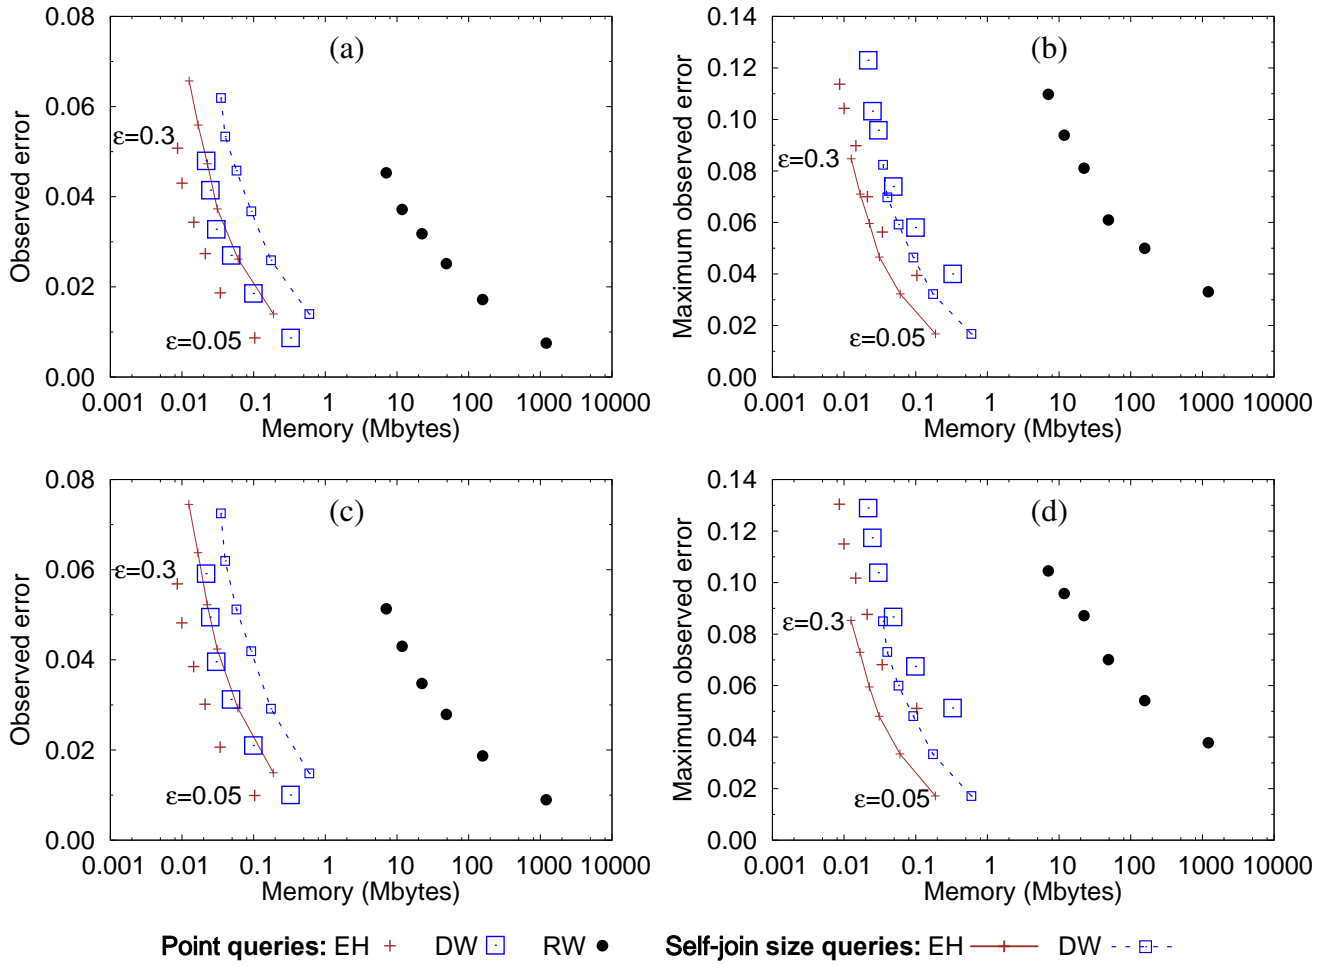 (a)
Observed error
0.08
0.06
0.04
0.02
0.00
ε=0.3
ε=0.05
0.001 0.01 0.1 1 10 100 1000 10000
Memory (Mbytes)
(b)
Maximum observed error
0.14
0.12
0.10
0.08
0.06
0.04
0.02
0.00
ε=0.3
ε=0.05
0.001 0.01 0.1 1 10 100 1000 10000
Memory (Mbytes)
(c)
Observed error
0.08
0.06
0.04
0.02
0.00
ε=0.3
ε=0.05
0.001 0.01 0.1 1 10 100 1000 10000
Memory (Mbytes)
(d)
Maximum observed error
0.14
0.12
0.10
0.08
0.06
0.04
0.02
0.00
ε=0.3
ε=0.05
0.001 0.01 0.1 1 10 100 1000 10000
Memory (Mbytes)
Point queries: EH DW RW Self-join size queries: EH DW